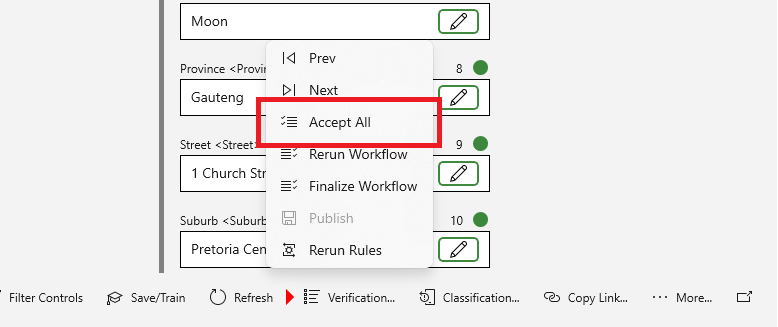 Moon
Prev
Province <Provin
8
Next
Gauteng
Accept All
Street <Street>
9
Rerun Workflow
1 Church Str
Finalize Workflow
Suburb <Suburb
10
Publish
Pretoria Cen
Rerun Rules
Filter Controls Save/Train Refresh Verification... Classification... Copy Link... More...